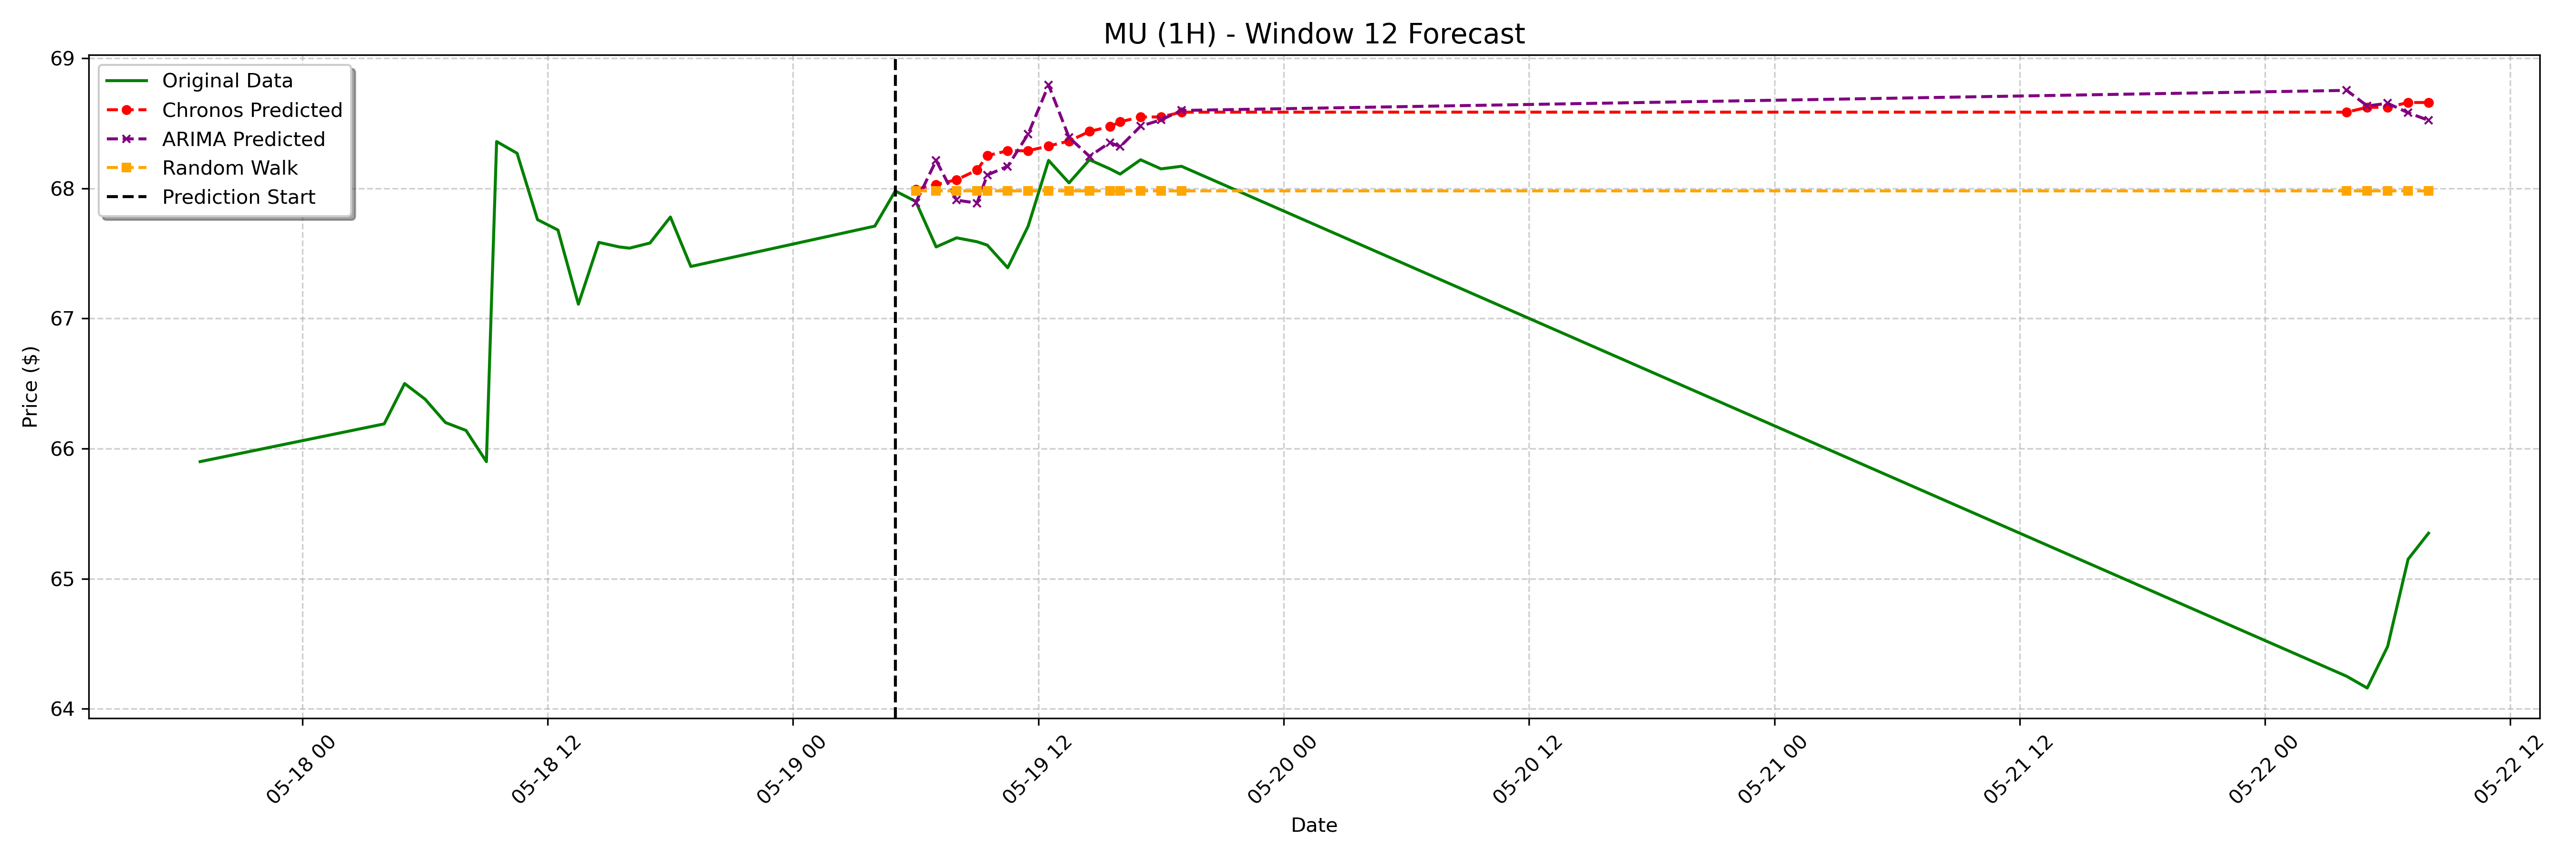 MU (1H) - Window 12 Forecast
Original Data
Chronos Predicted
ARIMA Predicted
Random Walk
Prediction Start
Price ($)
69
68
67
66
65
64
05-18 00
05-18 12
05-19 00
05-19 12
05-20 00
05-20 12
05-21 00
05-21 12
05-22 00
05-22 12
Date